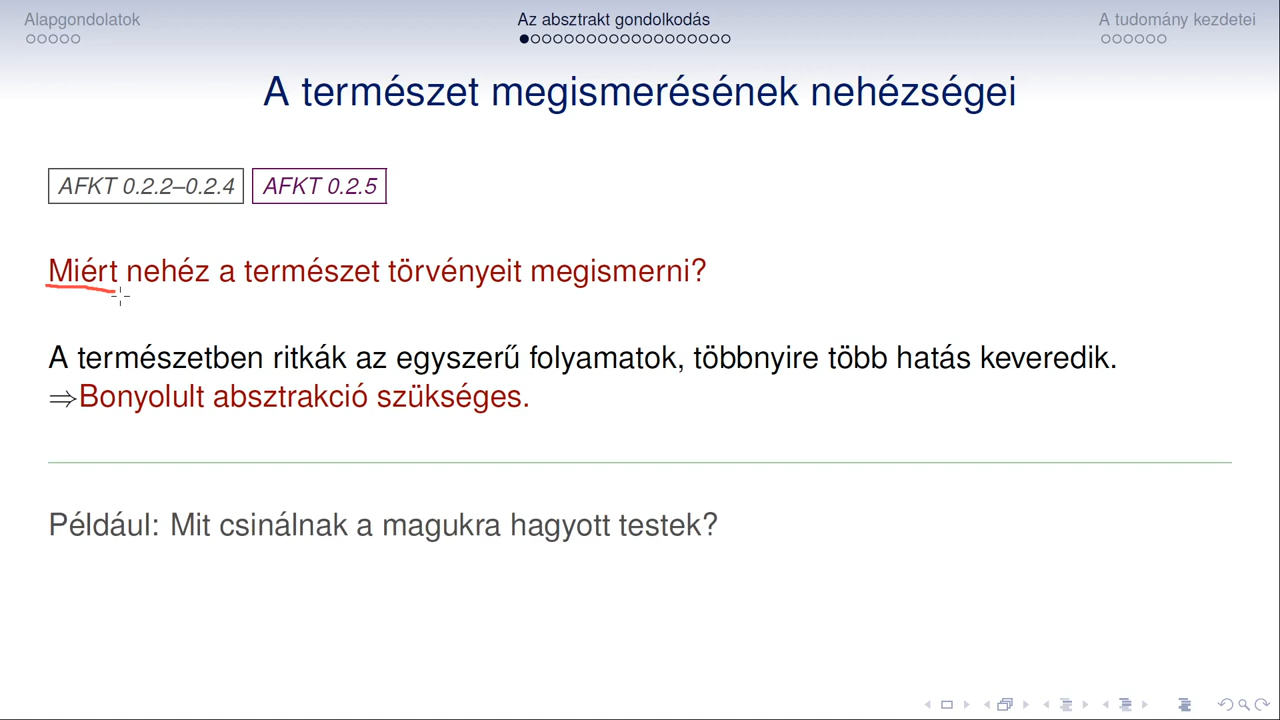 Alapgondolatok
Az absztrakt gondolkodás
A tudomány kezdetei
A természet megismerésének nehézségei
AFKT 0.2.2–0.2.4 AFKT 0.2.5
Miért nehéz a természet törvényeit megismerni?
A természetben ritkák az egyszerű folyamatok, többnyire több hatás keveredik.
⇒Bonyolult absztrakció szükséges.
Például: Mit csinálnak a magukra hagyott testek?